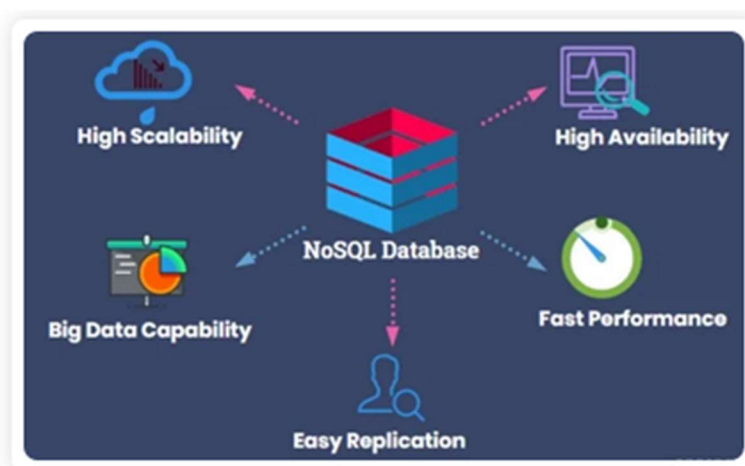 High Scalability
High Availability
NoSQL Database
Big Data Capability
Fast Performance
Easy Replication